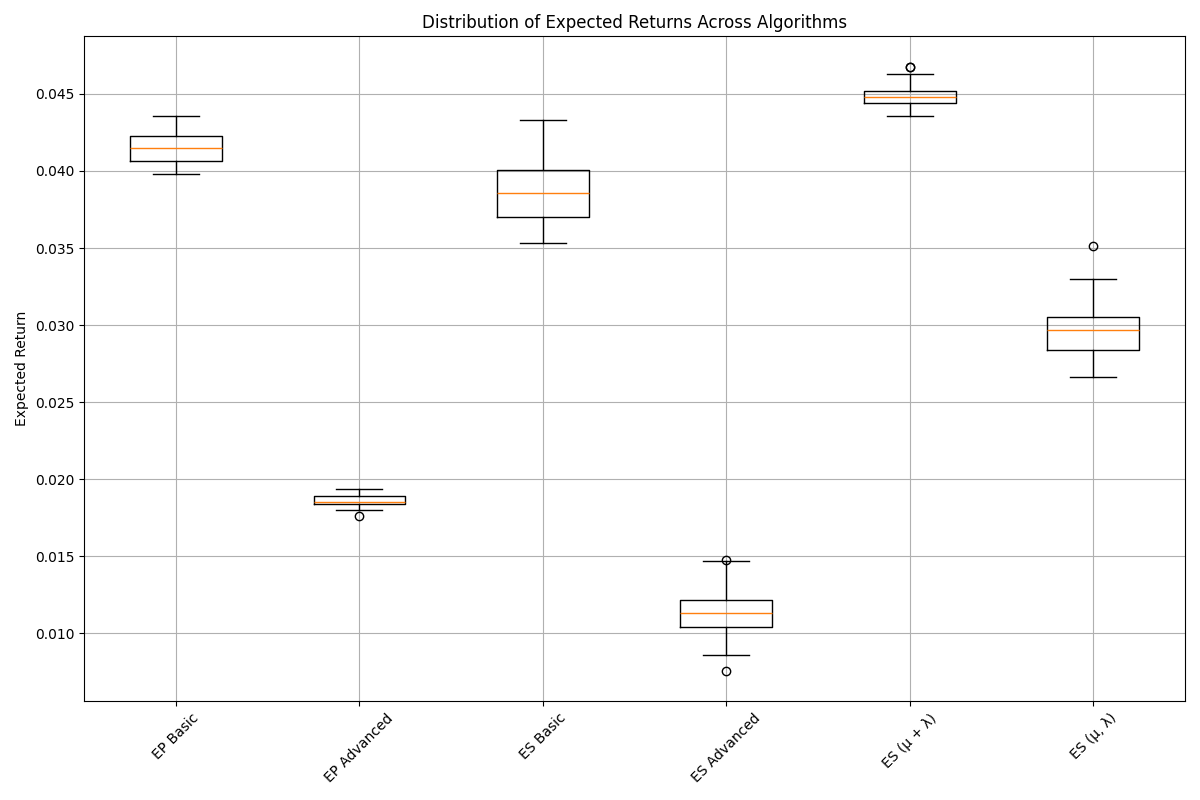 Distribution of Expected Returns Across Algorithms
Expected Return
0.045
0.040
0.035
0.030
0.025
0.020
0.015
0.010
EP Basic
EP Advanced
ES Basic
ES Advanced
ES (μ + λ)
ES (μ, λ)